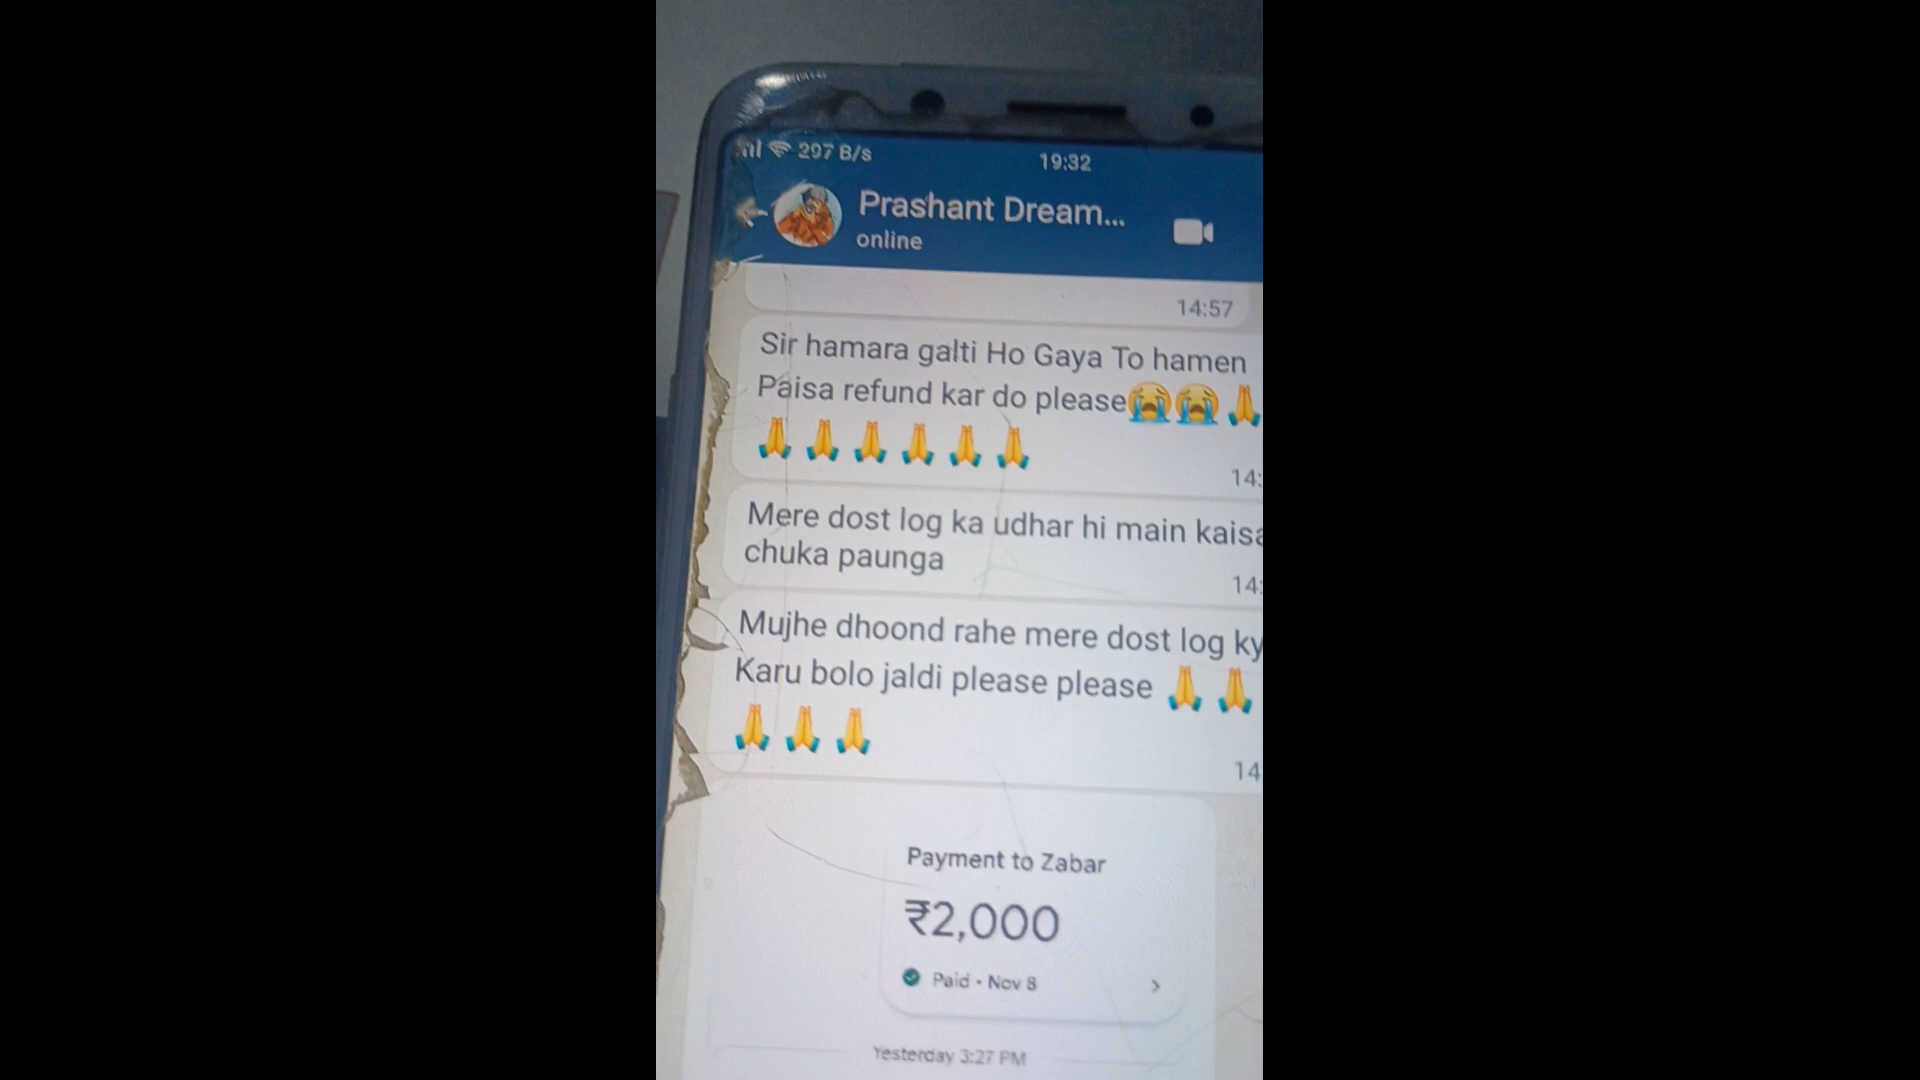 297 B/s
19:32
Prashant Dream...
online
14:57
Sir hamara galti Ho Gaya To hamen
Paisa refund kar do please😭😭🙏
🙏🙏🙏🙏🙏🙏
14:
Mere dost log ka udhar hi main kaisa
chuka paunga
14:
Mujhe dhoond rahe mere dost log ky
Karu bolo jaldi please please 🙏🙏
🙏🙏🙏
14
Payment to Zabar
₹2,000
Paid • Nov 8
Yesterday 3:27 PM